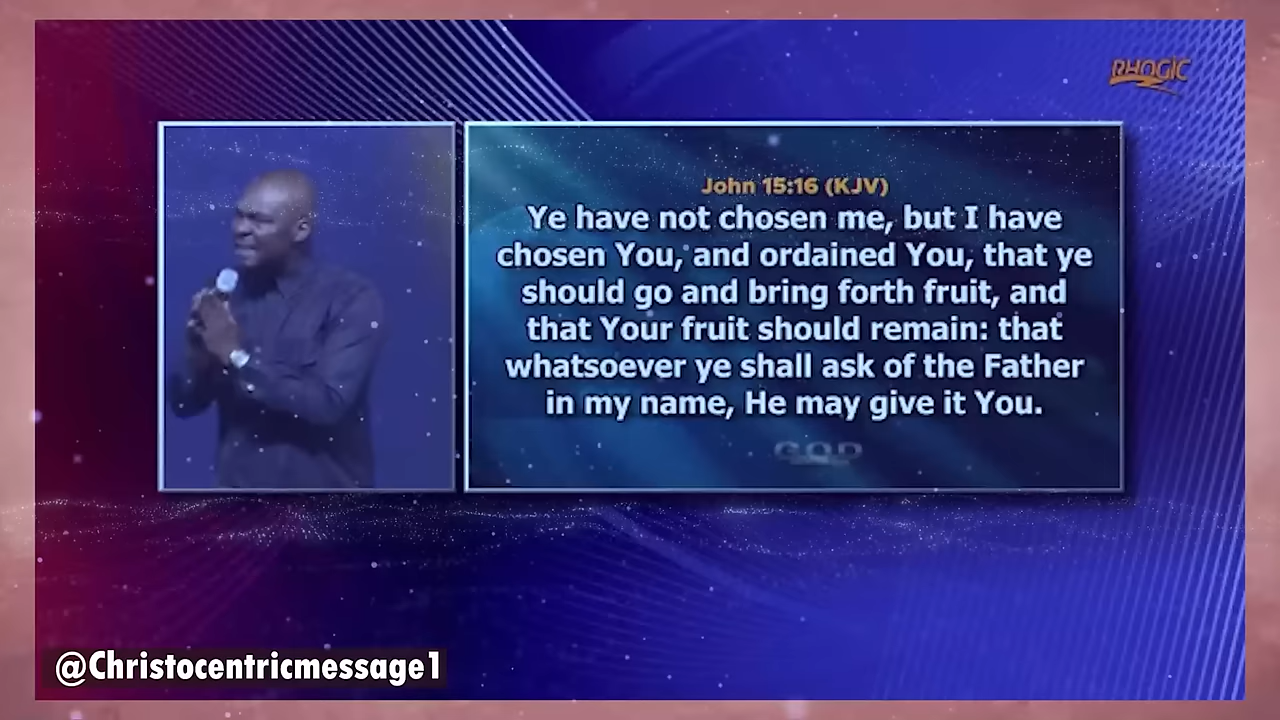 RHOGIC
John 15:16 (KJV)
Ye have not chosen me, but I have
chosen You, and ordained You, that ye
should go and bring forth fruit, and
that Your fruit should remain: that
whatsoever ye shall ask of the Father
in my name, He may give it You.
G.O.D
@Christocentricmessage1